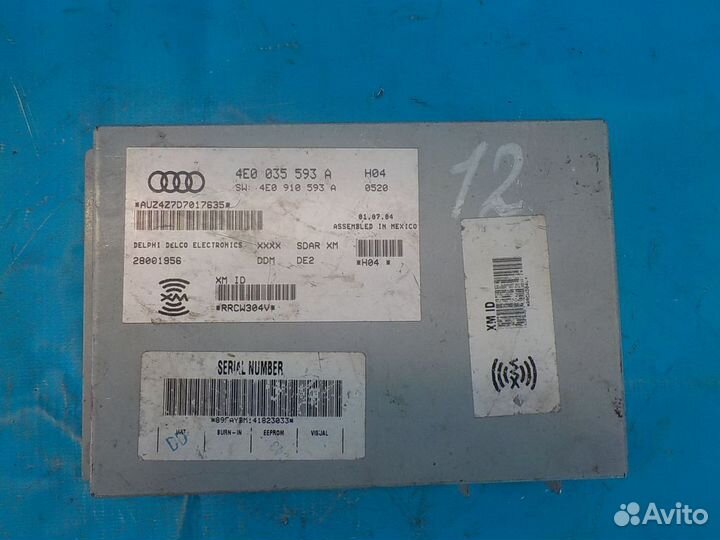 4E0 035 593 A H04
SW: 4E0 910 593 A 0520
*AUZ4Z7D7017635*
01.07.04
ASSEMBLED IN MEXICO
DELPHI DELCO ELECTRONICS XXXX SDAR XM
28001956 DDM DE2 *H04 *
XM ID
XM
*RRCW304V*
12
XM ID
SERIAL NUMBER
BURN-IN EEPROM VISUAL
Avito